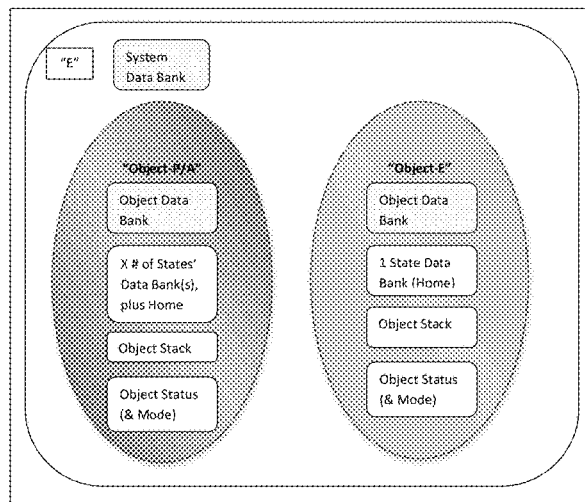 "E"
System
Data Bank
"Object-P/A"
Object Data
Bank
X # of States'
Data Bank(s),
plus Home
Object Stack
Object Status
(& Mode)
"Object-E"
Object Data
Bank
1 State Data
Bank (Home)
Object Stack
Object Status
(& Mode)